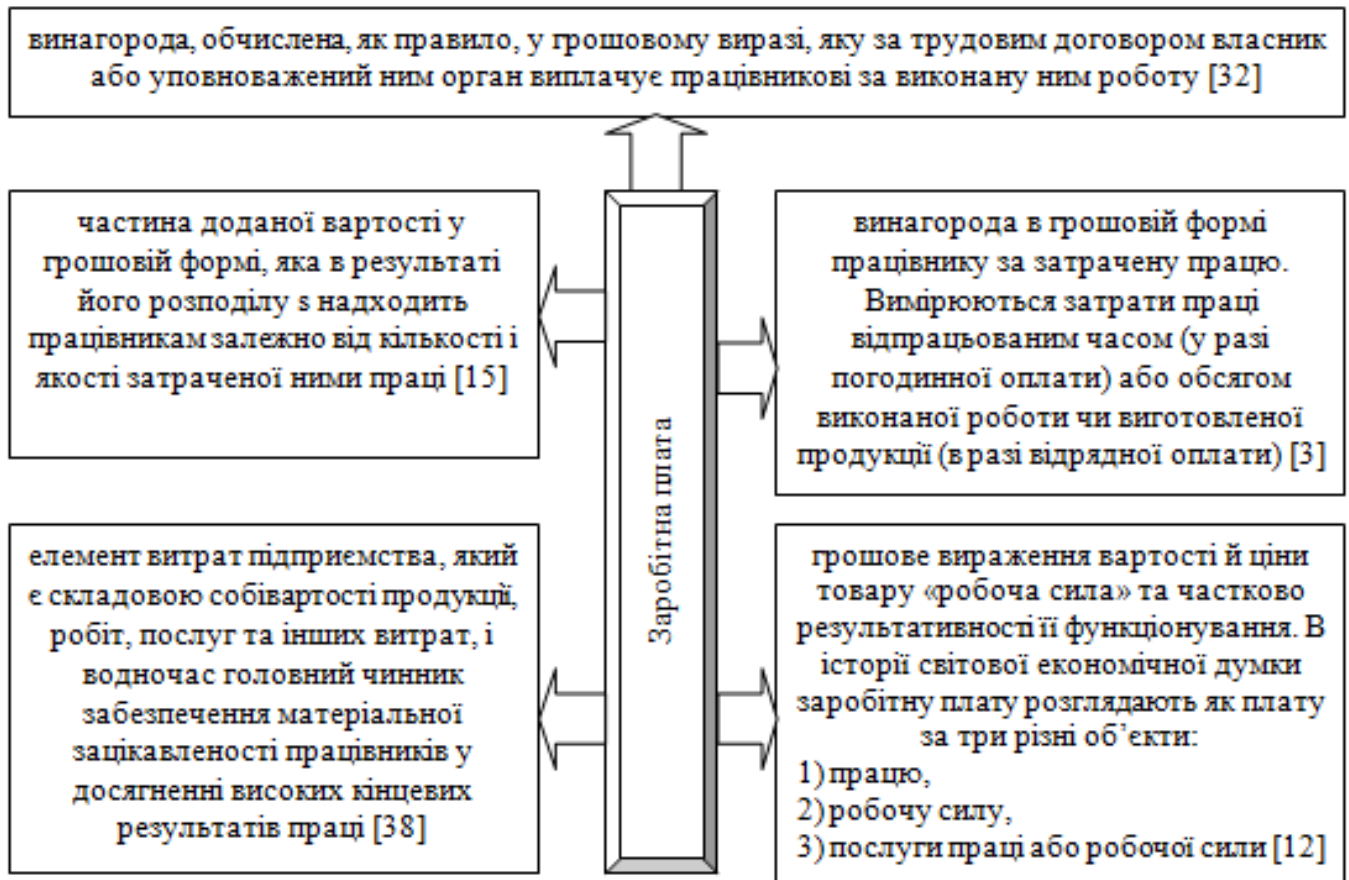 винагорода, обчислена, як правило, у грошовому виразі, яку за трудовим договором власник
або уповноважений ним орган виплачує працівникові за виконану ним роботу [32]
частина доданої вартості у
грошовій формі, яка в результаті
його розподілу s надходить
працівникам залежно від кількості і
якості затраченої ними праці [15]
винагорода в грошовій формі
працівнику за затрачену працю.
Вимірюються затрати праці
відпрацьованим часом (у разі
погодинної оплати) або обсягом
виконаної роботи чи виготовленої
продукції (в разі відрядної оплати) [3]
Заробітна плата
елемент витрат підприємства, який
є складовою собівартості продукції,
робіт, послуг та інших витрат, і
водночас головний чинник
забезпечення матеріальної
зацікавленості працівників у
досягненні високих кінцевих
результатів праці [38]
грошове вираження вартості й ціни
товару «робоча сила» та частково
результативності її функціонування. В
історії світової економічної думки
заробітну плату розглядають як плату
за три різні об’єкти:
1) працю,
2) робочу силу,
3) послуги праці або робочої сили [12]